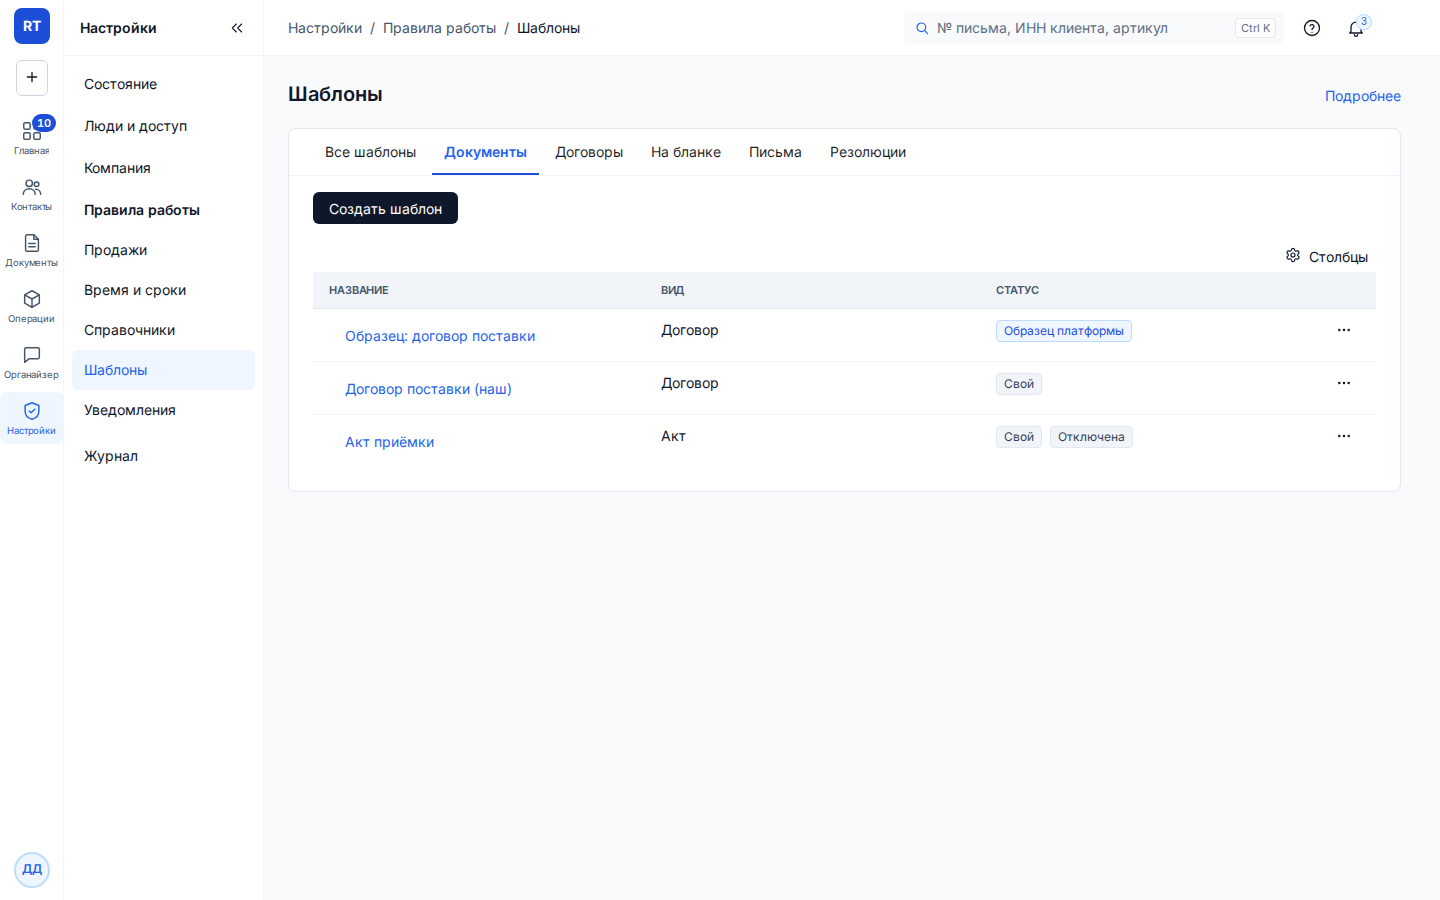 RT
Настройки
Настройки / Правила работы / Шаблоны
№ письма, ИНН клиента, артикул
Ctrl K
3
+
10
Главная
Контакты
Документы
Операции
Органайзер
Настройки
ДД
Состояние
Люди и доступ
Компания
Правила работы
Продажи
Время и сроки
Справочники
Шаблоны
Уведомления
Журнал
Шаблоны
Подробнее
Все шаблоны Документы Договоры На бланке Письма Резолюции
Создать шаблон
Столбцы
НАЗВАНИЕ ВИД СТАТУС
Образец: договор поставки Договор Образец платформы
Договор поставки (наш) Договор Свой
Акт приёмки Акт Свой Отключена